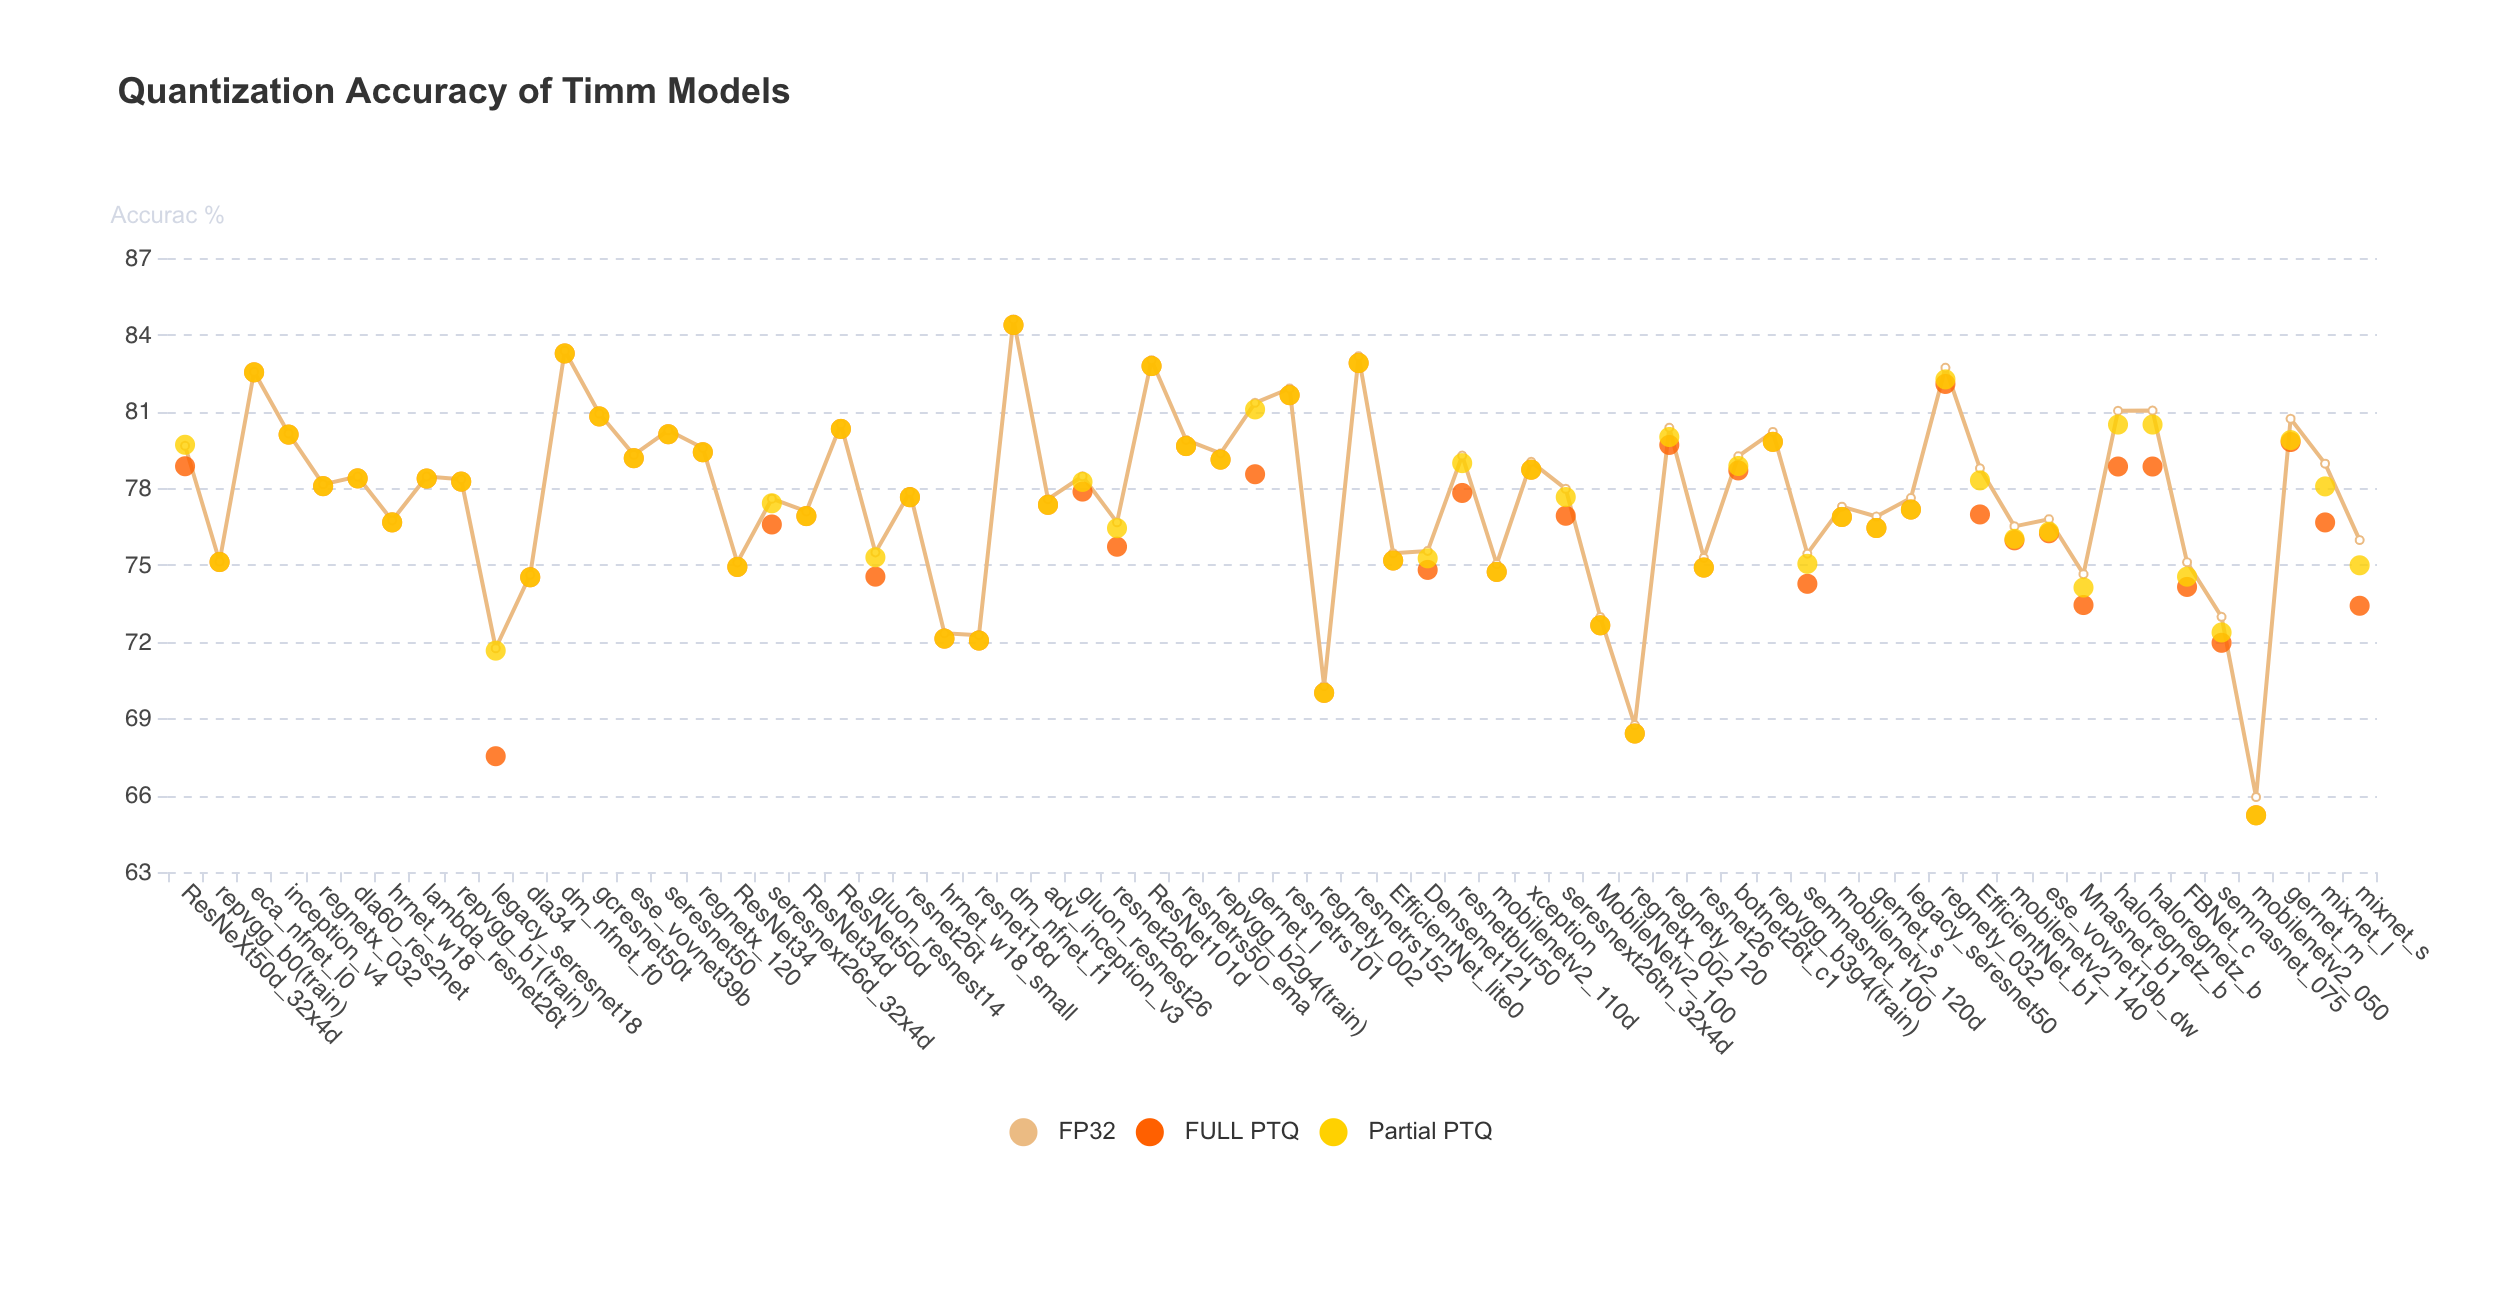 Quantization Accuracy of Timm Models
Accurac %
87
84
81
78
75
72
69
66
63
ResNeXt50d_32x4d
repvgg_b0(train)
eca_nfnet_l0
inception_v4
regnetx_032
dla60_res2net
hrnet_w18
lambda_resnet26t
repvgg_b1(train)
legacy_seresnet18
dla34
dm_nfnet_f0
gcresnet50t
ese_vovnet39b
seresnet50
regnetx_120
ResNet34
seresnext26d_32x4d
ResNet34d
ResNet50d
gluon_resnest14
resnet26t
hrnet_w18_small
resnet18d
dm_nfnet_f1
adv_inception_v3
gluon_resnest26
resnet26d
ResNet101d
resnetrs50_ema
repvgg_b2g4(train)
gernet_l
resnetrs101
regnety_002
resnetrs152
EfficientNet_lite0
Densenet121
resnetblur50
mobilenetv2_110d
xception
seresnext26tn_32x4d
MobileNetv2_100
regnetx_002
regnety_120
resnet26
botnet26t_c1
repvgg_b3g4(train)
semnasnet_100
mobilenetv2_120d
gernet_s
legacy_seresnet50
regnety_032
EfficientNet_b1
mobilenetv2_140
ese_vovnet19b_dw
Mnasnet_b1
haloregnetz_b
haloregnetz_b
FBNet_c
semnasnet_075
mobilenetv2_050
gernet_m
mixnet_l
mixnet_s
FP32
FULL PTQ
Partial PTQ